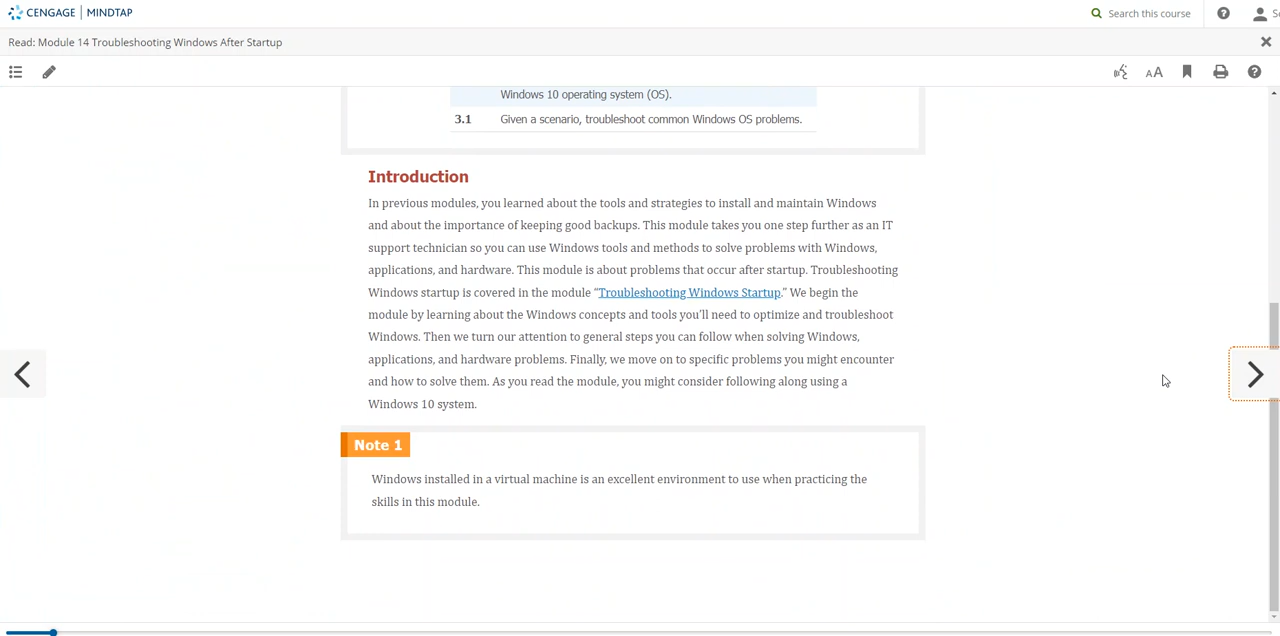 CENGAGE | MINDTAP
Search this course
Read: Module 14 Troubleshooting Windows After Startup
AA
Windows 10 operating system (OS).
3.1 Given a scenario, troubleshoot common Windows OS problems.
Introduction
In previous modules, you learned about the tools and strategies to install and maintain Windows
and about the importance of keeping good backups. This module takes you one step further as an IT
support technician so you can use Windows tools and methods to solve problems with Windows,
applications, and hardware. This module is about problems that occur after startup. Troubleshooting
Windows startup is covered in the module “Troubleshooting Windows Startup.” We begin the
module by learning about the Windows concepts and tools you’ll need to optimize and troubleshoot
Windows. Then we turn our attention to general steps you can follow when solving Windows,
applications, and hardware problems. Finally, we move on to specific problems you might encounter
and how to solve them. As you read the module, you might consider following along using a
Windows 10 system.
Note 1
Windows installed in a virtual machine is an excellent environment to use when practicing the
skills in this module.